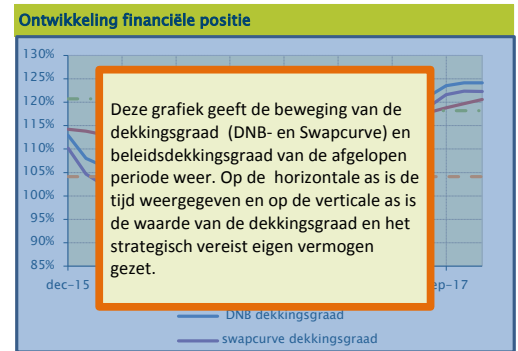 Ontwikkeling financiële positie
130%
125%
120%
115%
110%
105%
100%
95%
90%
85%
Deze grafiek geeft de beweging van de
dekkingsgraad (DNB- en Swapcurve) en
beleidsdekkingsgraad van de afgelopen
periode weer. Op de horizontale as is de
tijd weergegeven en op de verticale as is
de waarde van de dekkingsgraad en het
strategisch vereist eigen vermogen
gezet.
dec-15 ep-17
DNB dekkingsgraad
swapcurve dekkingsgraad